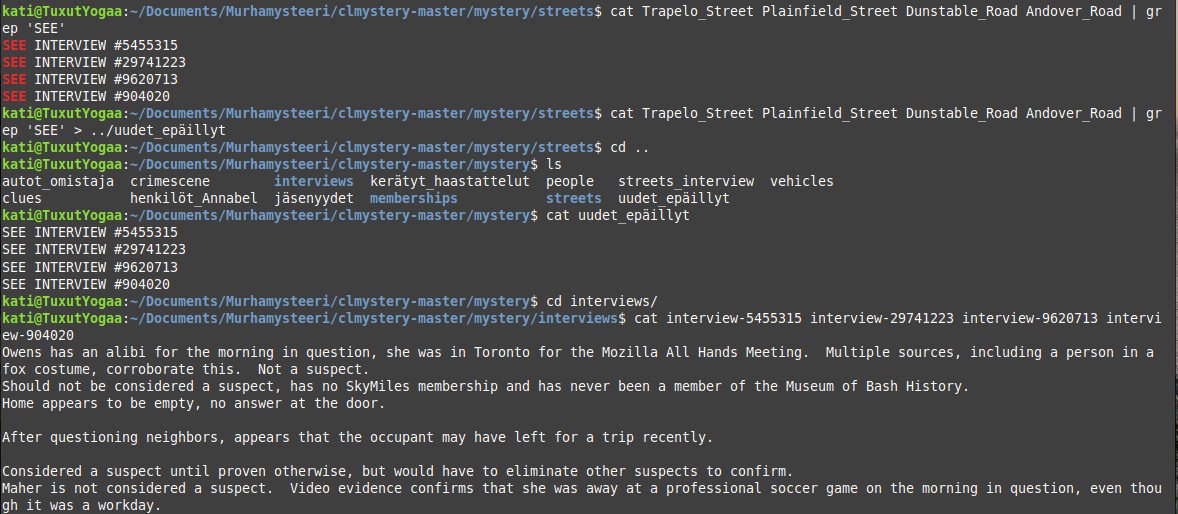 kati@TuxutYogaa:~/Documents/Murhamysteeri/clmystery-master/mystery/streets$ cat Trapelo_Street Plainfield_Street Dunstable_Road Andover_Road | gr
ep 'SEE'
SEE INTERVIEW #5455315
SEE INTERVIEW #29741223
SEE INTERVIEW #9620713
SEE INTERVIEW #904020
kati@TuxutYogaa:~/Documents/Murhamysteeri/clmystery-master/mystery/streets$ cat Trapelo_Street Plainfield_Street Dunstable_Road Andover_Road | gr
ep 'SEE' > ../uudet_epäillyt
kati@TuxutYogaa:~/Documents/Murhamysteeri/clmystery-master/mystery/streets$ cd ..
kati@TuxutYogaa:~/Documents/Murhamysteeri/clmystery-master/mystery$ ls
autot_omistaja  crimescene        interviews  kerätyt_haastattelut  people   streets_interview  vehicles
clues           henkilöt_Annabel  jäsenyydet  memberships           streets  uudet_epäillyt
kati@TuxutYogaa:~/Documents/Murhamysteeri/clmystery-master/mystery$ cat uudet_epäillyt
SEE INTERVIEW #5455315
SEE INTERVIEW #29741223
SEE INTERVIEW #9620713
SEE INTERVIEW #904020
kati@TuxutYogaa:~/Documents/Murhamysteeri/clmystery-master/mystery$ cd interviews/
kati@TuxutYogaa:~/Documents/Murhamysteeri/clmystery-master/mystery/interviews$ cat interview-5455315 interview-29741223 interview-9620713 intervi
ew-904020
Owens has an alibi for the morning in question, she was in Toronto for the Mozilla All Hands Meeting.  Multiple sources, including a person in a
fox costume, corroborate this.  Not a suspect.
Should not be considered a suspect, has no SkyMiles membership and has never been a member of the Museum of Bash History.
Home appears to be empty, no answer at the door.
After questioning neighbors, appears that the occupant may have left for a trip recently.
Considered a suspect until proven otherwise, but would have to eliminate other suspects to confirm.
Maher is not considered a suspect.  Video evidence confirms that she was away at a professional soccer game on the morning in question, even thou
gh it was a workday.